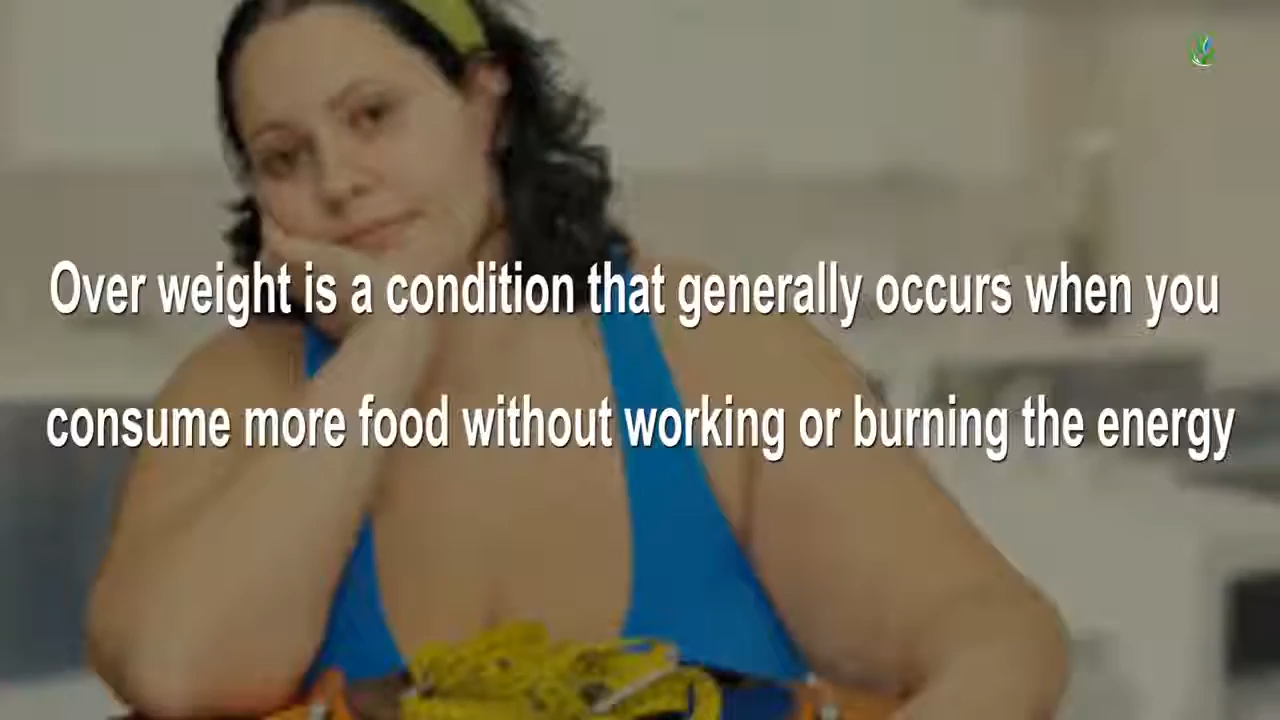 Over weight is a condition that generally occurs when you
consume more food without working or burning the energy